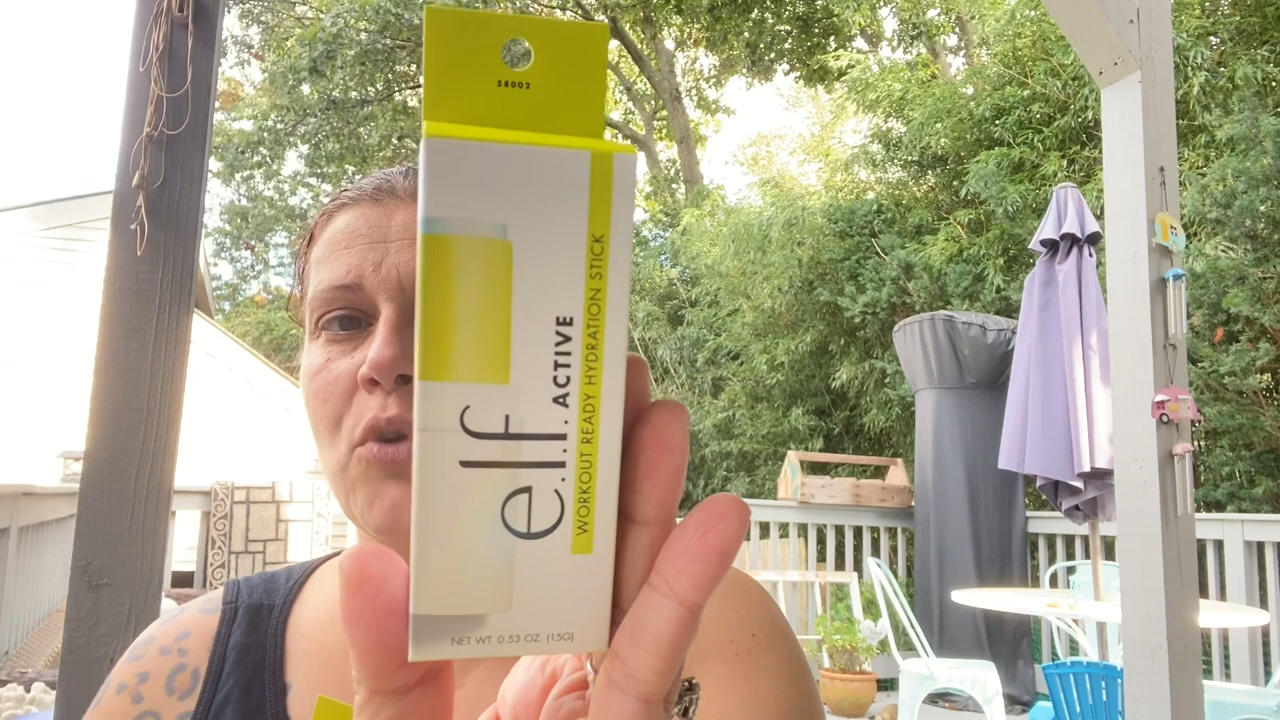 58002
e.l.f. ACTIVE
WORKOUT READY HYDRATION STICK
NET WT. 0.53 OZ. (15G)